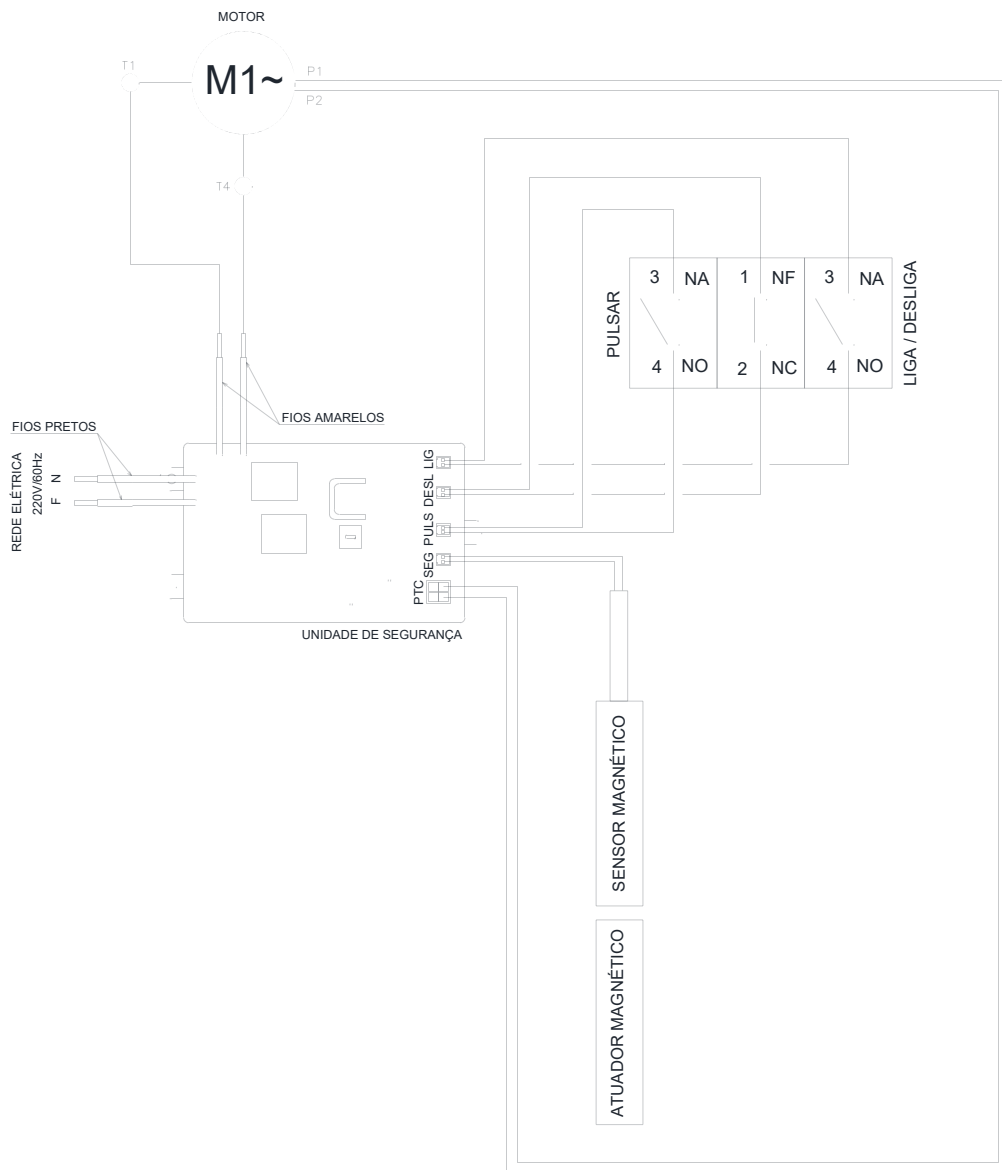 MOTOR
T1
M1~
P1
P2
T4
3 NA
1 NF
3 NA
PULSAR
4 NO
2 NC
4 NO
LIGA / DESLIGA
FIOS AMARELOS
FIOS PRETOS
REDE ELÉTRICA
220V/60Hz
N
F
LIG
DESL
PULS
SEG
PTC
UNIDADE DE SEGURANÇA
SENSOR MAGNÉTICO
ATUADOR MAGNÉTICO